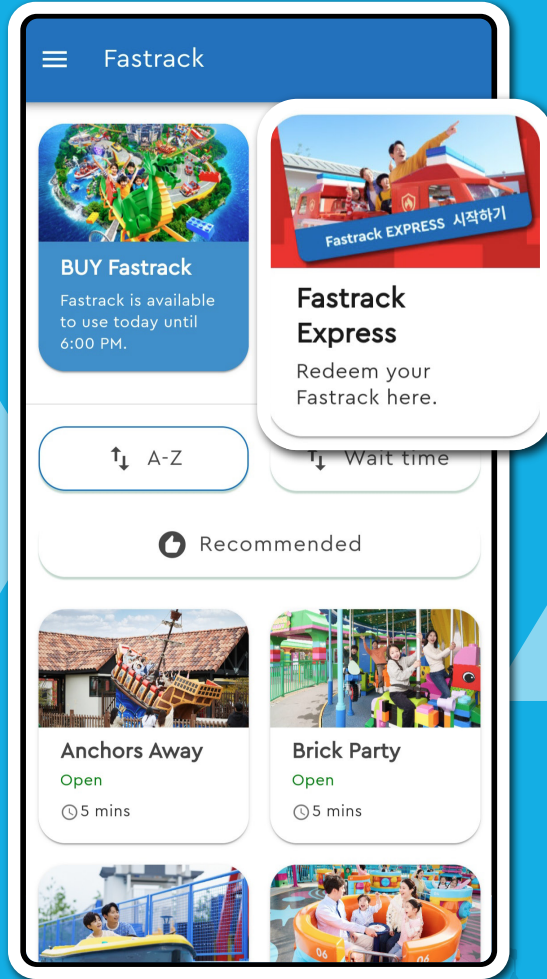 Fastrack
BUY Fastrack
Fastrack is available
to use today until
6:00 PM.
Fastrack EXPRESS 시작하기
Fastrack
Express
Redeem your
Fastrack here.
A-Z
Wait time
Recommended
Anchors Away
Open
5 mins
Brick Party
Open
5 mins
06
06